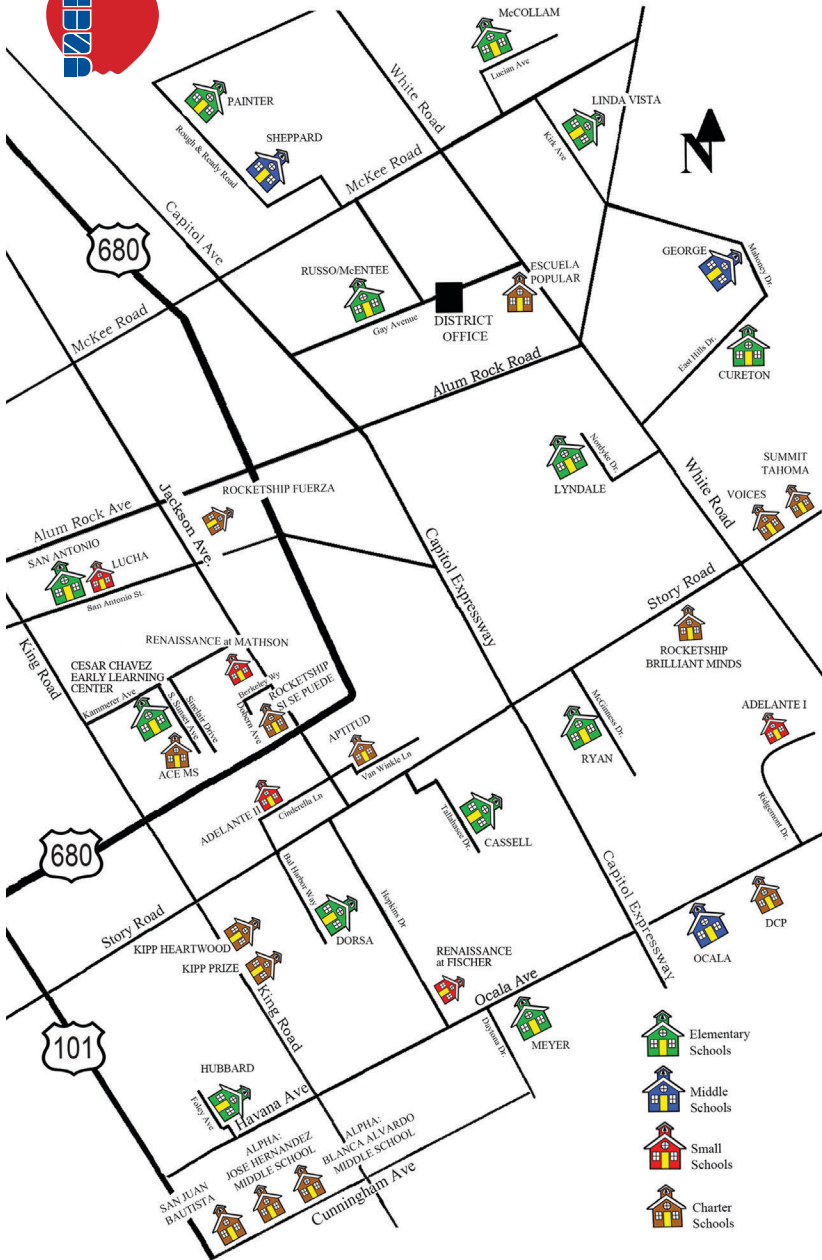 McCOLLAM
Lucian Ave
White Road
LINDA VISTA
Kirk Ave
PAINTER
SHEPPARD
Rough & Ready Road
McKee Road
N
Capitol Ave
680
RUSSO/McENTEE
ESCUELA
POPULAR
GEORGE
Mahoney Dr.
DISTRICT
OFFICE
Gay Avenue
McKee Road
East Hills Dr.
CURETON
Alum Rock Road
LYNDALE
Nordyke Dr.
SUMMIT
TAHOMA
VOICES
White Road
ROCKETSHIP FUERZA
Jackson Ave.
Alum Rock Ave
SAN ANTONIO
LUCHA
San Antonio St.
Capitol Expressway
Story Road
ROCKETSHIP
BRILLIANT MINDS
King Road
RENAISSANCE at MATHSON
CESAR CHAVEZ
EARLY LEARNING
CENTER
Kammerer Ave
S. Sunset Ave
Sinclair Drive
Berkeley Wy
Dobern Ave
ROCKETSHIP
SI SE PUEDE
ACE MS
APTITUD
Van Winkle Ln
McGinness Dr.
RYAN
ADELANTE I
Ridgemont Dr.
ADELANTE II
Cinderella Ln
Tallahasee Dr.
CASSELL
680
Story Road
Bal Harbor Way
DORSA
Hopkins Dr
Capitol Expressway
KIPP HEARTWOOD
KIPP PRIZE
King Road
RENAISSANCE
at FISCHER
Ocala Ave
OCALA
DCP
101
Daytona Dr.
MEYER
HUBBARD
Foley Ave
Havana Ave
SAN JUAN
BAUTISTA
ALPHA:
JOSE HERNANDEZ
MIDDLE SCHOOL
ALPHA:
BLANCA ALVARDO
MIDDLE SCHOOL
Cunningham Ave
Elementary
Schools
Middle
Schools
Small
Schools
Charter
Schools